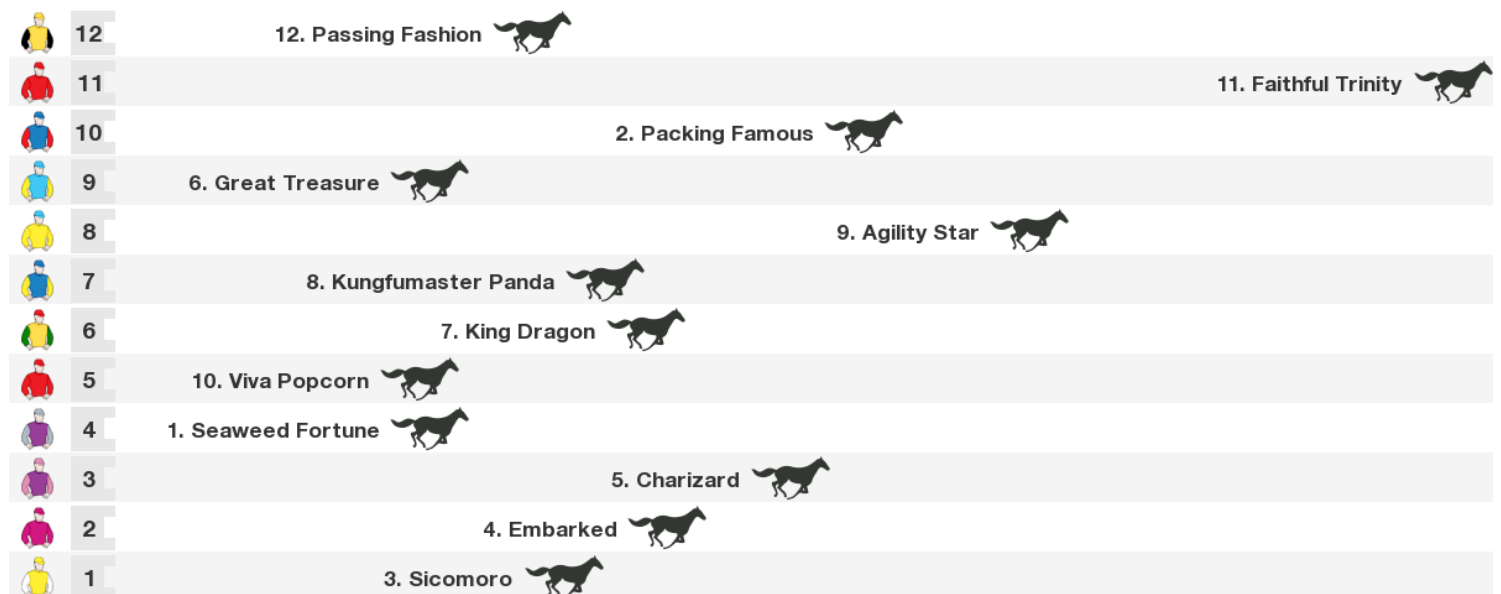 12 12. Passing Fashion
11 11. Faithful Trinity
10 2. Packing Famous
9 6. Great Treasure
8 9. Agility Star
7 8. Kungfumaster Panda
6 7. King Dragon
5 10. Viva Popcorn
4 1. Seaweed Fortune
3 5. Charizard
2 4. Embarked
1 3. Sicomoro